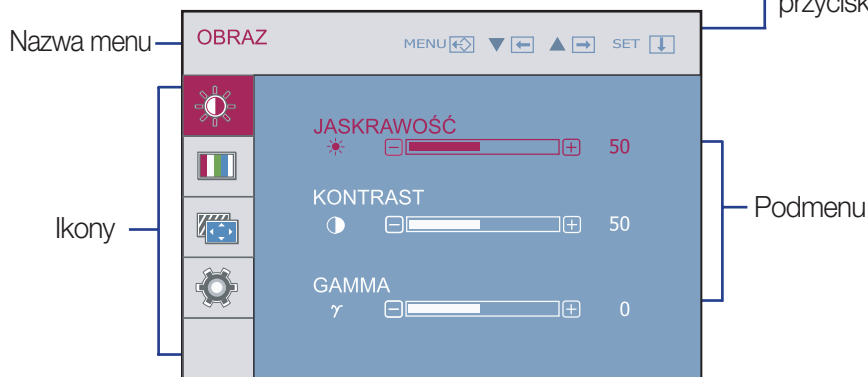 przycisk
Nazwa menu
OBRAZ MENU SET
JASKRAWOŚĆ
50
KONTRAST
50
Ikony
Podmenu
GAMMA
γ 0